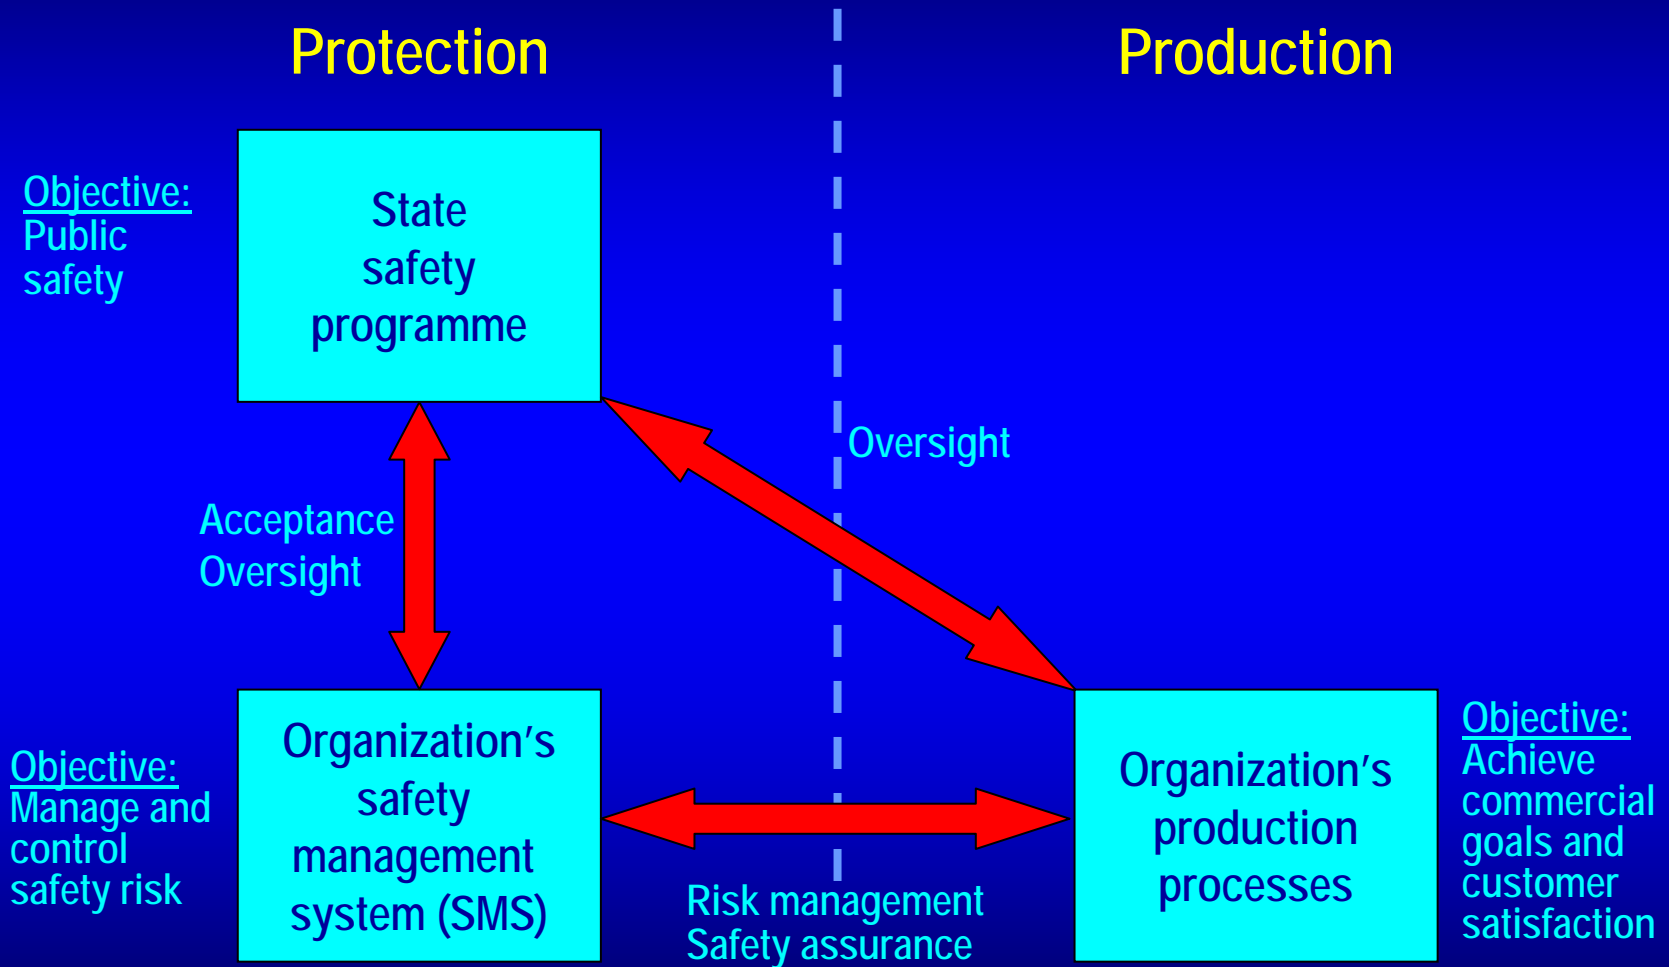 Protection
Production
Objective:
Public
safety
State
safety
programme
Oversight
Acceptance
Oversight
Objective:
Manage and
control
safety risk
Organization's
safety
management
system (SMS)
Risk management
Safety assurance
Organization's
production
processes
Objective:
Achieve
commercial
goals and
customer
satisfaction